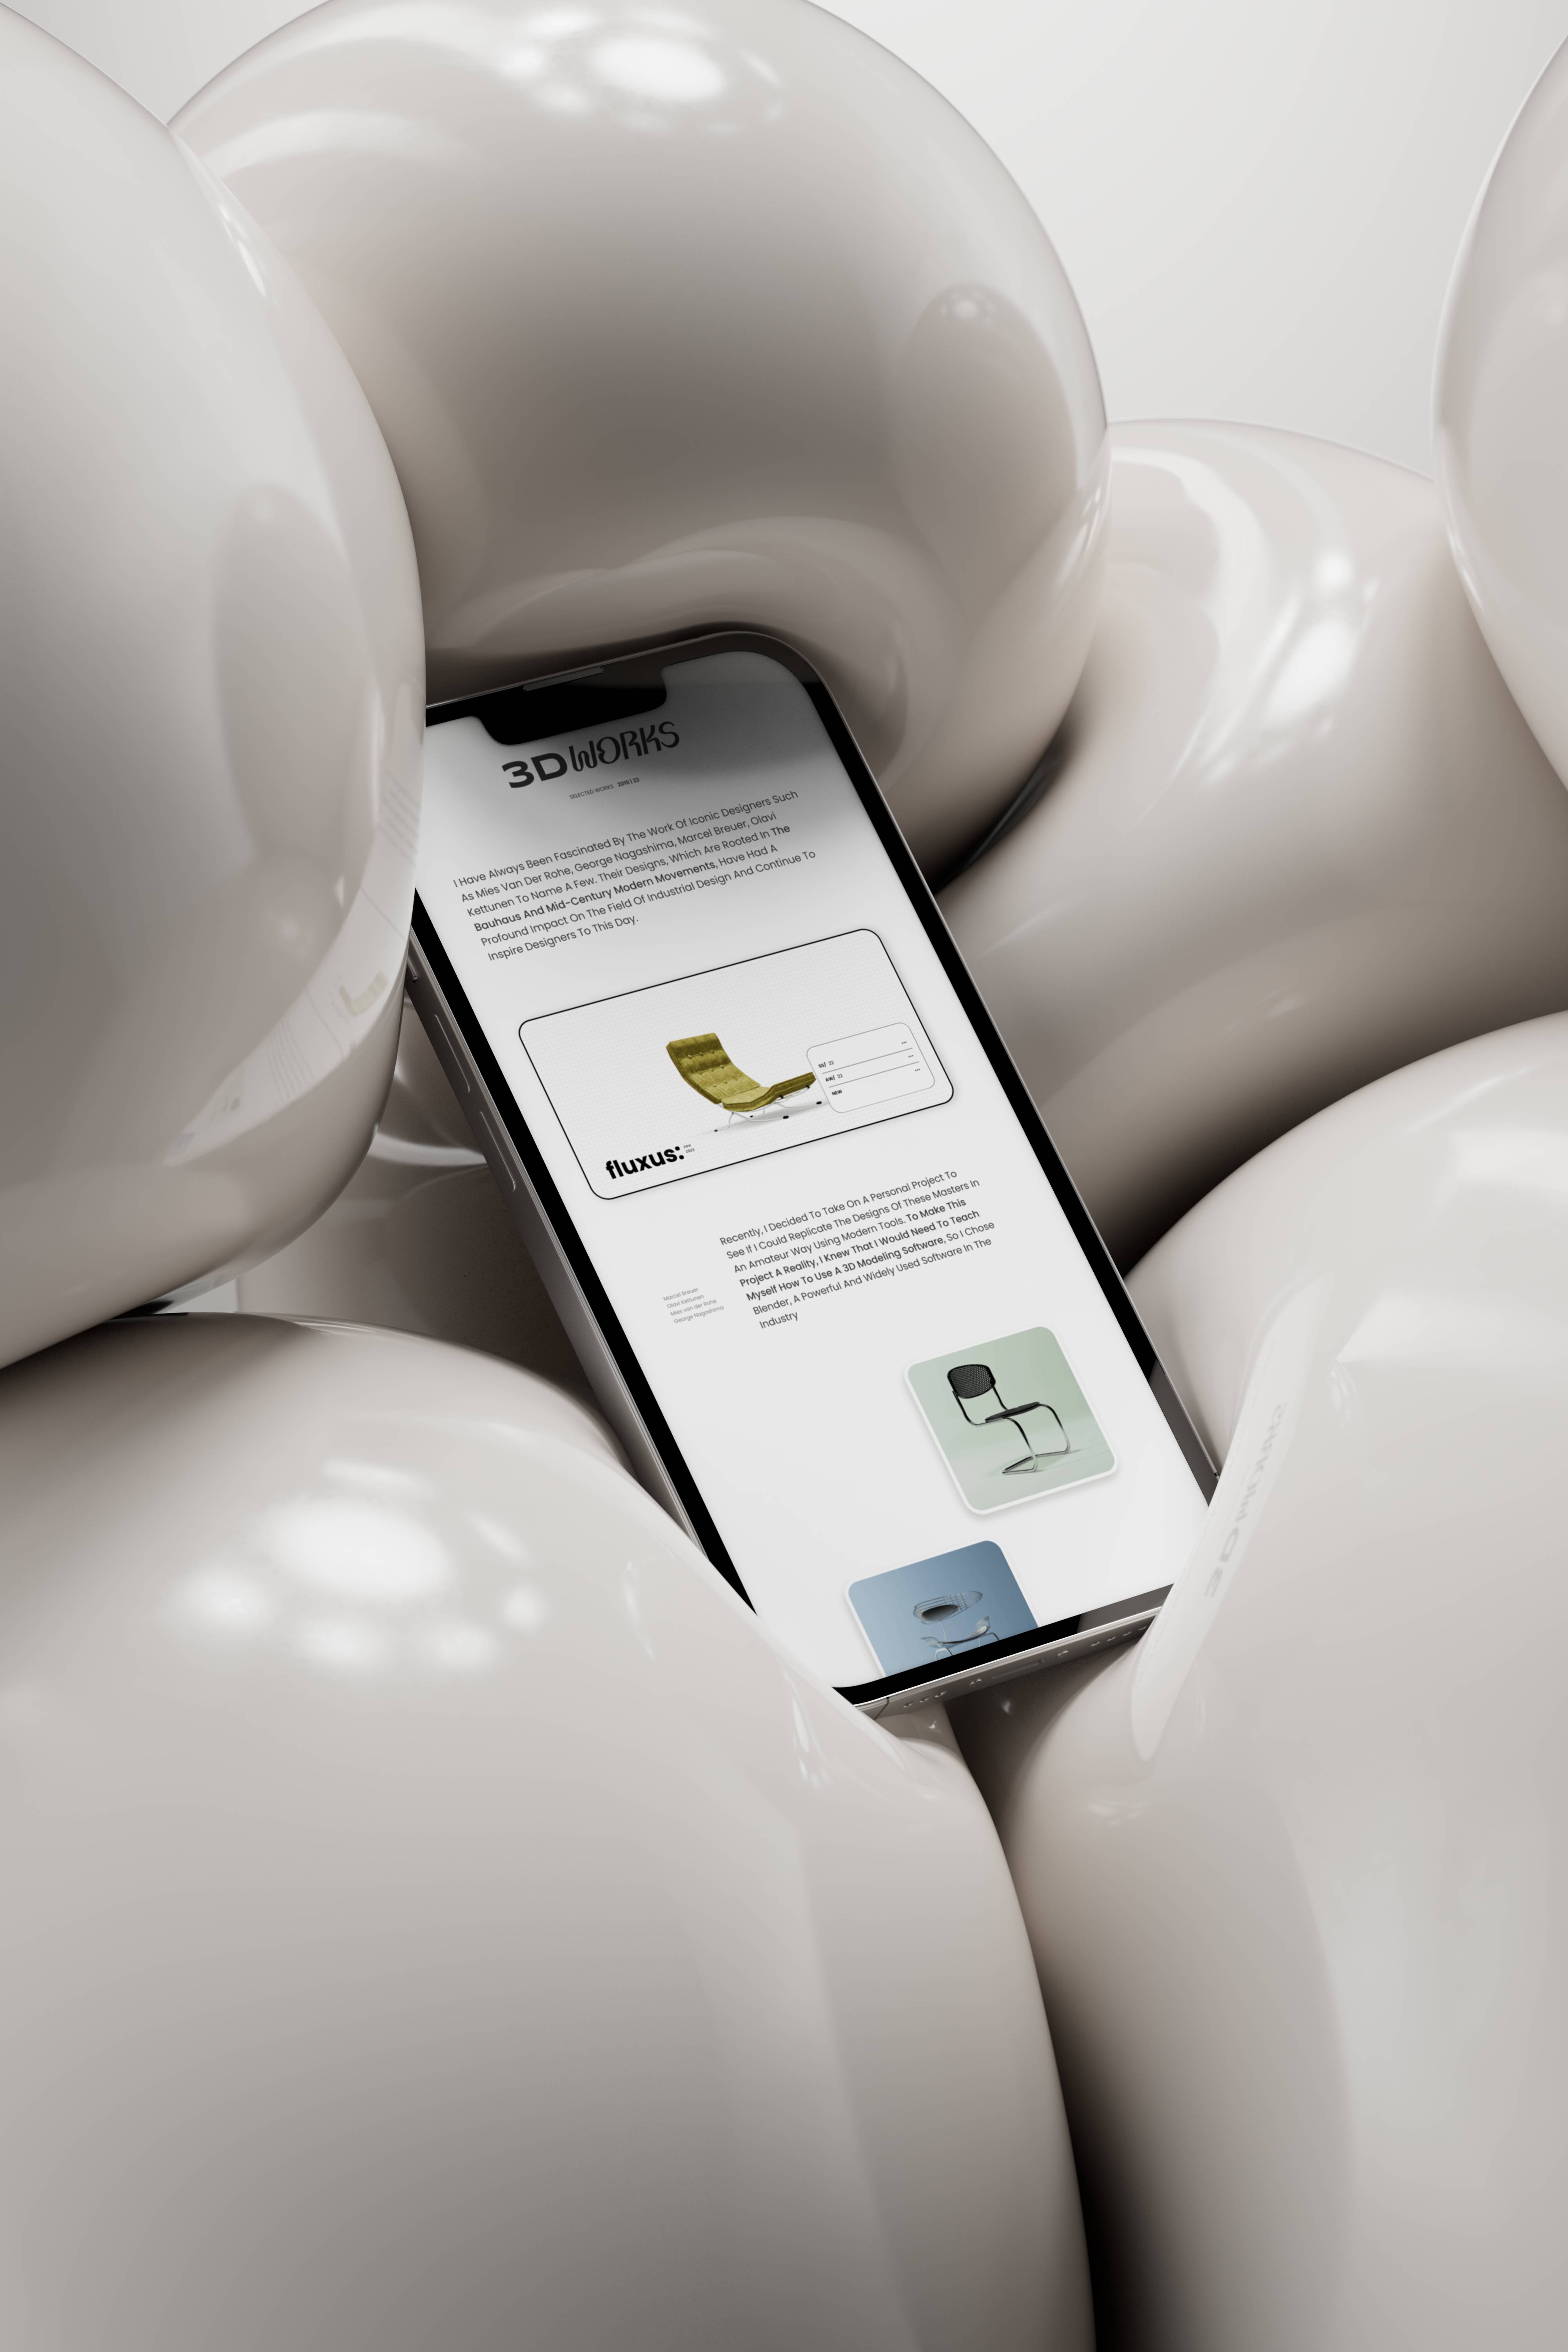 3D WORKS
SELECTED WORKS 2019 | 22
I Have Always Been Fascinated By The Work Of Iconic Designers Such
As Mies Van Der Rohe, George Nagashima, Marcel Breuer, Olavi
Kettunen To Name A Few. Their Designs, Which Are Rooted In The
Bauhaus And Mid-Century Modern Movements, Have Had A
Profound Impact On The Field Of Industrial Design And Continue To
Inspire Designers To This Day.
22
22
NEW
fluxus:
Recently, I Decided To Take On A Personal Project To
See If I Could Replicate The Designs Of These Masters In
An Amateur Way Using Modern Tools. To Make This
Project A Reality, I Knew That I Would Need To Teach
Myself How To Use A 3D Modeling Software, So I Chose
Blender, A Powerful And Widely Used Software In The
Industry
Marcel Breuer
Olavi Kettunen
Mies van der Rohe
George Nagashima